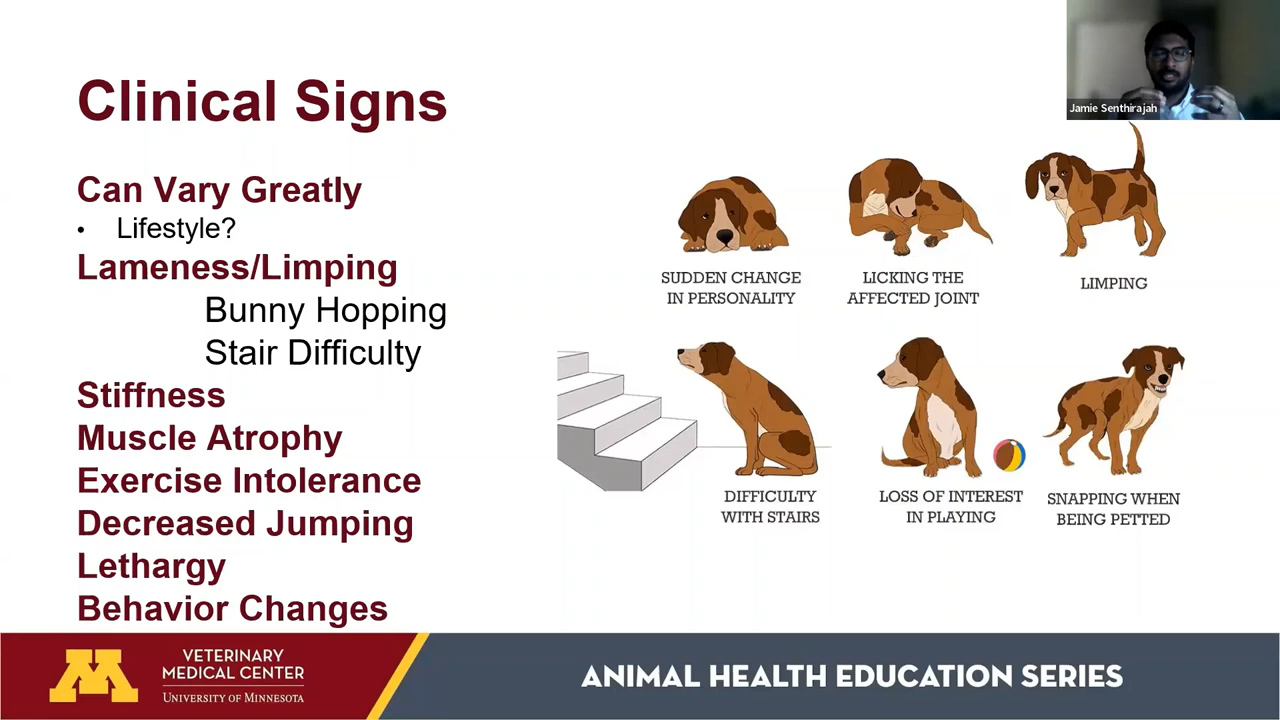 Clinical Signs
Can Vary Greatly
• Lifestyle?
Lameness/Limping
Bunny Hopping
Stair Difficulty
Stiffness
Muscle Atrophy
Exercise Intolerance
Decreased Jumping
Lethargy
Behavior Changes
Jamie Senthirajah
SUDDEN CHANGE
IN PERSONALITY
LICKING THE
AFFECTED JOINT
LIMPING
DIFFICULTY
WITH STAIRS
LOSS OF INTEREST
IN PLAYING
SNAPPING WHEN
BEING PETTED
M
VETERINARY
MEDICAL CENTER
UNIVERSITY OF MINNESOTA
ANIMAL HEALTH EDUCATION SERIES